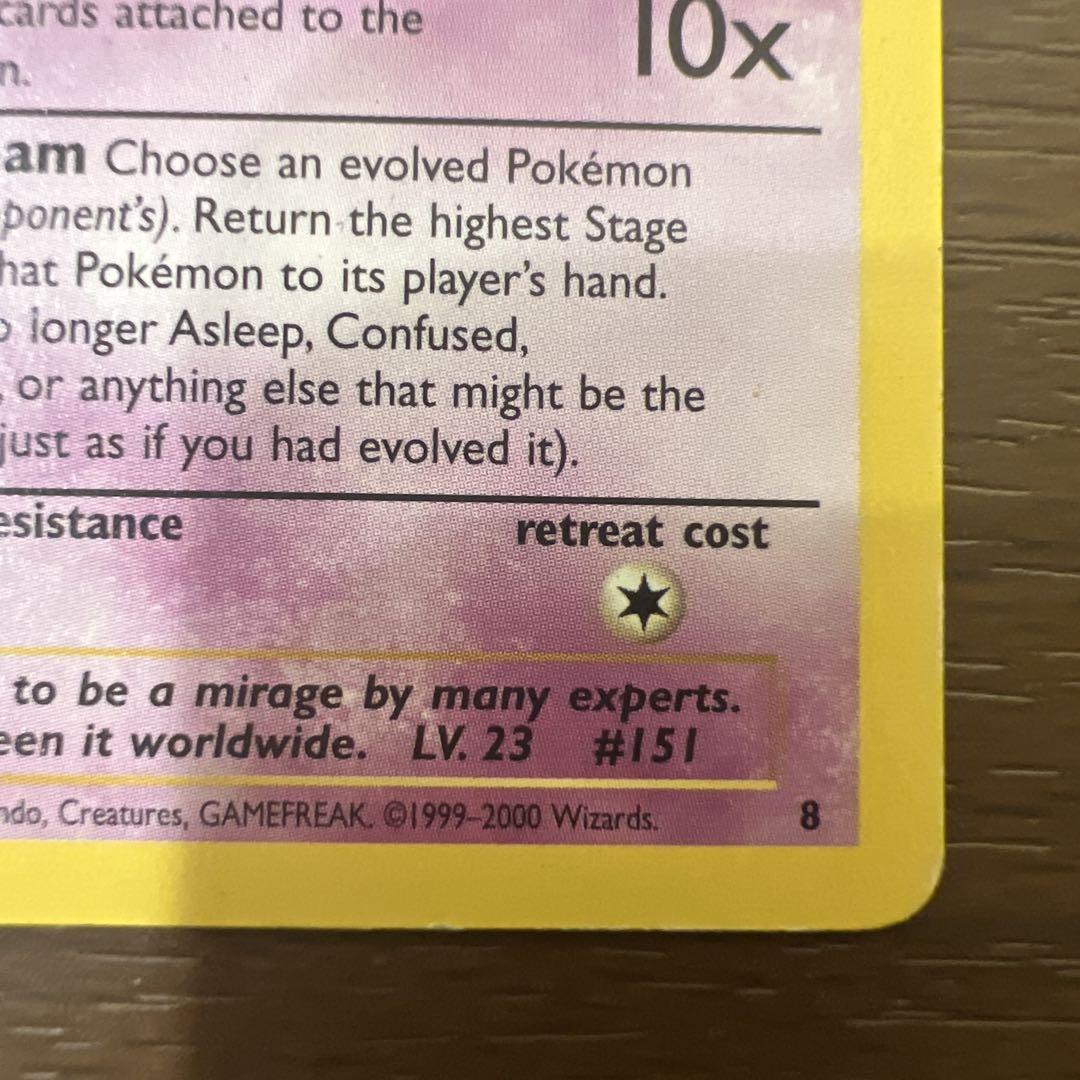 cards attached to the
10x
n.
am Choose an evolved Pokémon
ponent's). Return the highest Stage
hat Pokémon to its player's hand.
o longer Asleep, Confused,
, or anything else that might be the
just as if you had evolved it).
esistance retreat cost
to be a mirage by many experts.
een it worldwide. LV. 23 #151
ndo, Creatures, GAMEFREAK. ©1999–2000 Wizards. 8